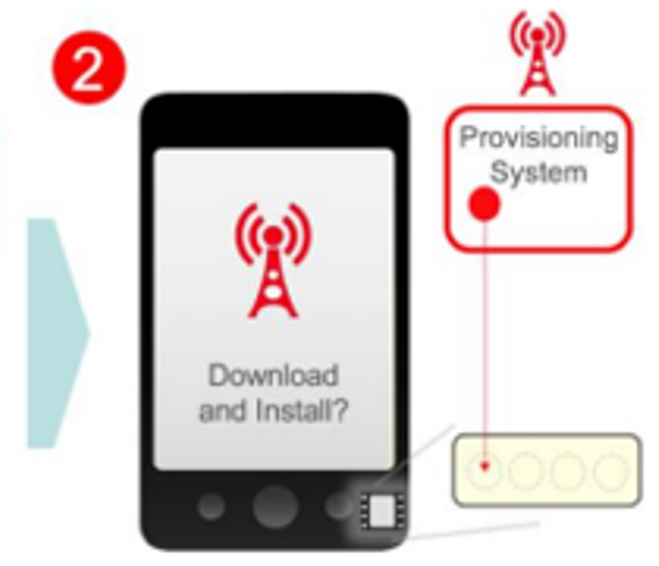 2
Provisioning
System
Download
and Install?